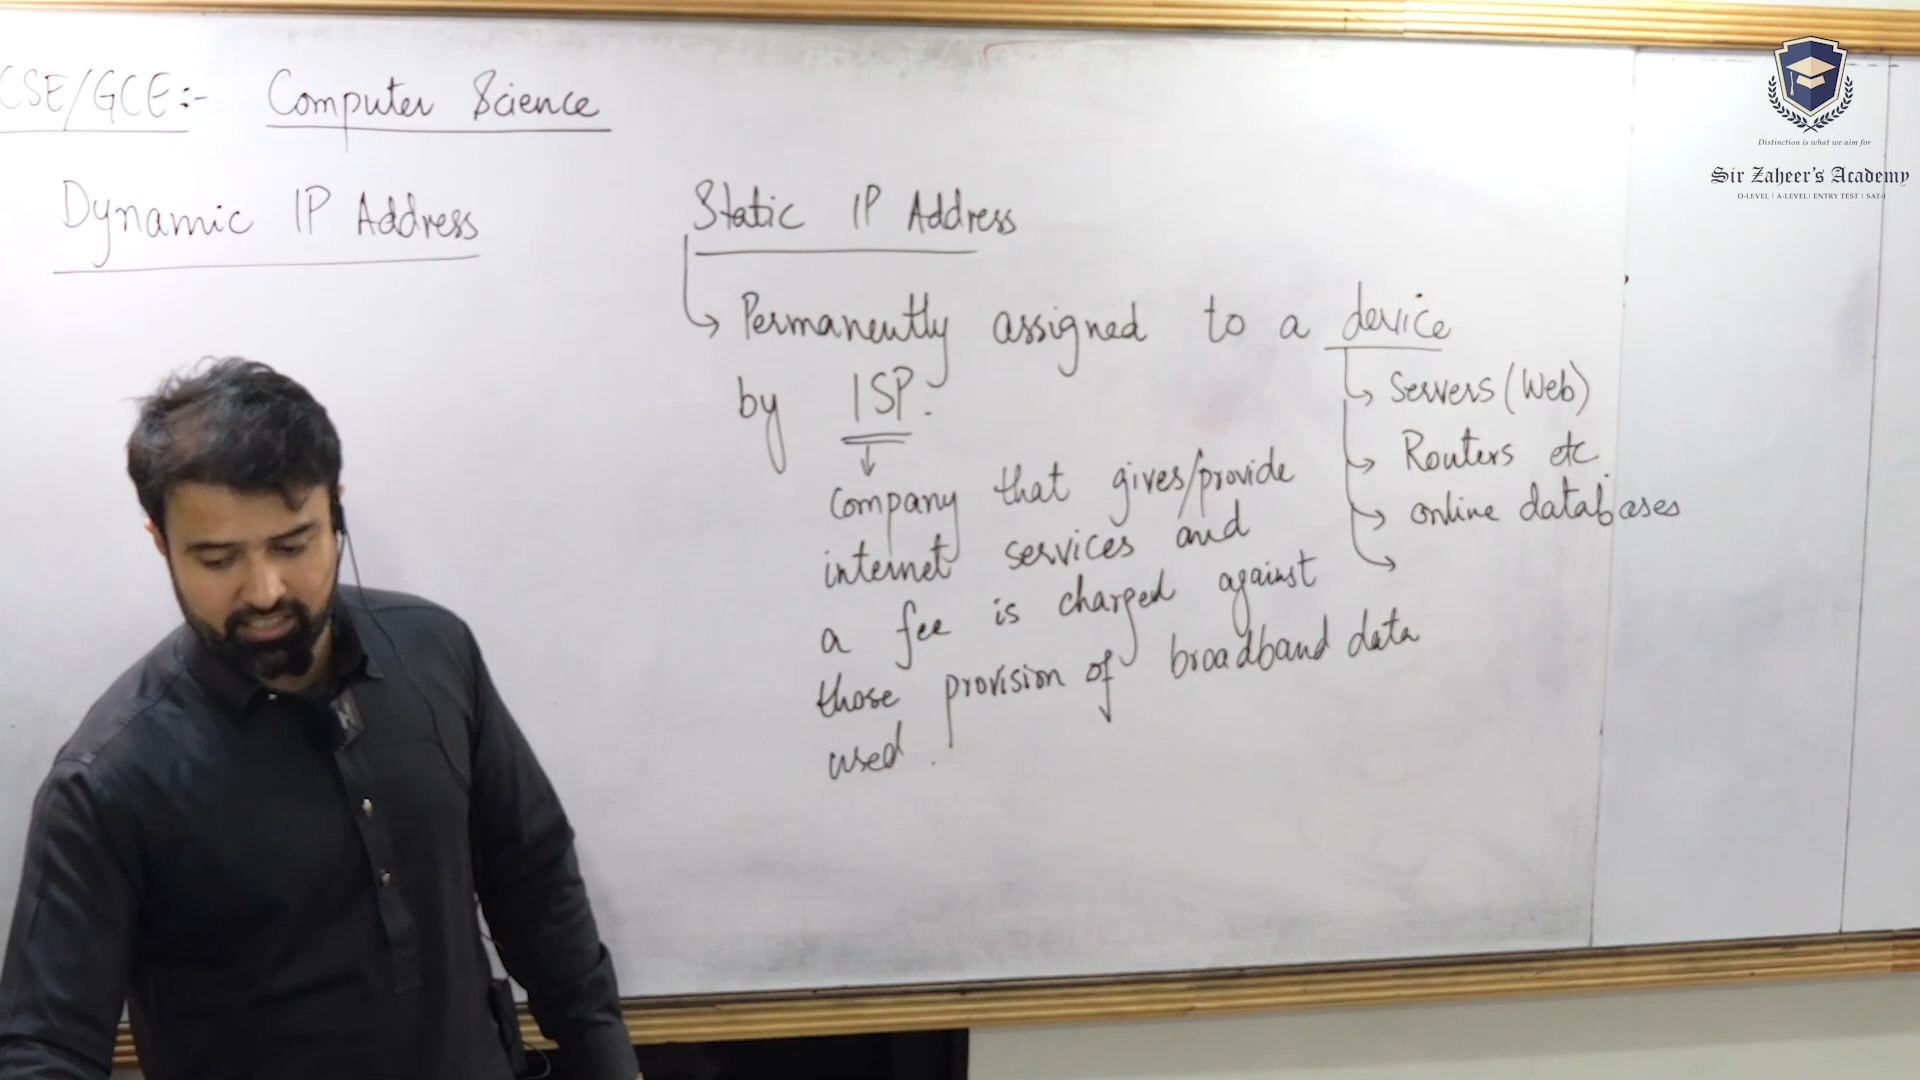 CSE/GCE:- Computer Science
Dynamic IP Address
Static IP Address
Permanently assigned to a device
by ISP.
Company that gives/provide
internet services and
a fee is charged against
those provision of broadband data
used.
Servers (Web)
Routers etc.
online databases
Distinction is what we aim for
Sir Zaheer's Academy
O-LEVEL | A-LEVEL | ENTRY TEST | SAT-I